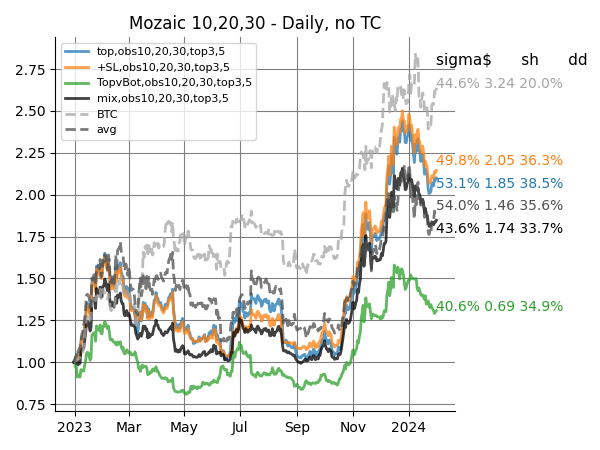 Mozaic 10,20,30 - Daily, no TC
top,obs10,20,30,top3,5
+SL,obs10,20,30,top3,5
TopvBot,obs10,20,30,top3,5
mix,obs10,20,30,top3,5
BTC
avg
sigma$ sh dd
44.6% 3.24 20.0%
49.8% 2.05 36.3%
53.1% 1.85 38.5%
54.0% 1.46 35.6%
43.6% 1.74 33.7%
40.6% 0.69 34.9%
2.75
2.50
2.25
2.00
1.75
1.50
1.25
1.00
0.75
2023 Mar May Jul Sep Nov 2024